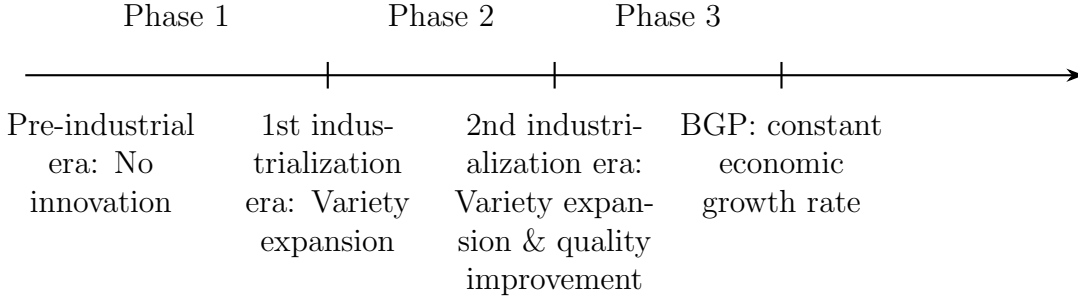 Phase 1
Phase 2
Phase 3
Pre-industrial
era: No
innovation
1st indus-
trialization
era: Variety
expansion
2nd industri-
alization era:
Variety expan-
sion & quality
improvement
BGP: constant
economic
growth rate